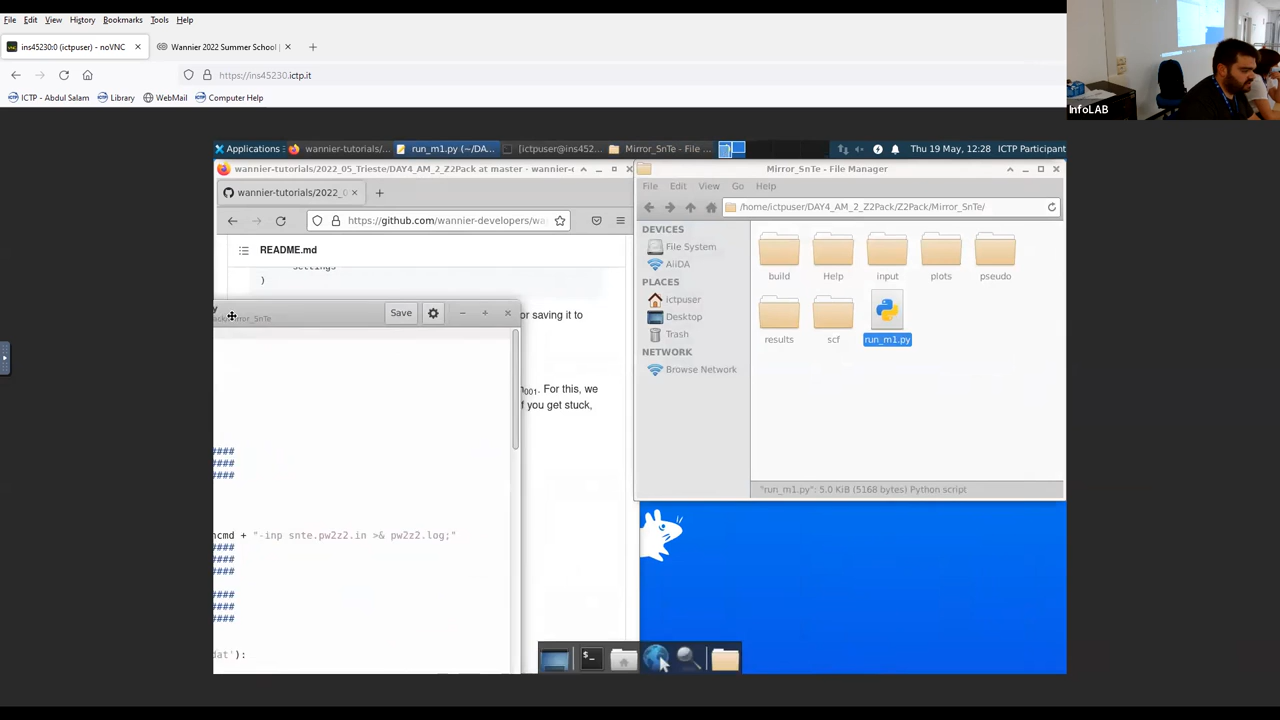 File Edit View History Bookmarks Tools Help
ins45230:0 (ictpuser) - noVNC
Wannier 2022 Summer School |
https://ins45230.ictp.it
ICTP - Abdul Salam Library WebMail Computer Help
InfoLAB
Applications wannier-tutorials/... run_m1.py (~/DA... [ictpuser@ins452... Mirror_SnTe - File ... Thu 19 May, 12:28 ICTP Participant
wannier-tutorials/2022_05_Trieste/DAY4_AM_2_Z2Pack at master · wannier-
wannier-tutorials/2022_0
https://github.com/wannier-developers/wa
README.md
)
or saving it to
Save
001. For this, we
f you get stuck,
####
####
####
cmd + "-inp snte.pw2z2.in >& pw2z2.log;"
####
####
####
####
####
####
dat'):
Mirror_SnTe - File Manager
File Edit View Go Help
/home/ictpuser/DAY4_AM_2_Z2Pack/Z2Pack/Mirror_SnTe/
DEVICES
File System
AiiDA
PLACES
ictpuser
Desktop
Trash
NETWORK
Browse Network
build Help input plots pseudo
results scf run_m1.py
"run_m1.py": 5.0 KiB (5168 bytes) Python script